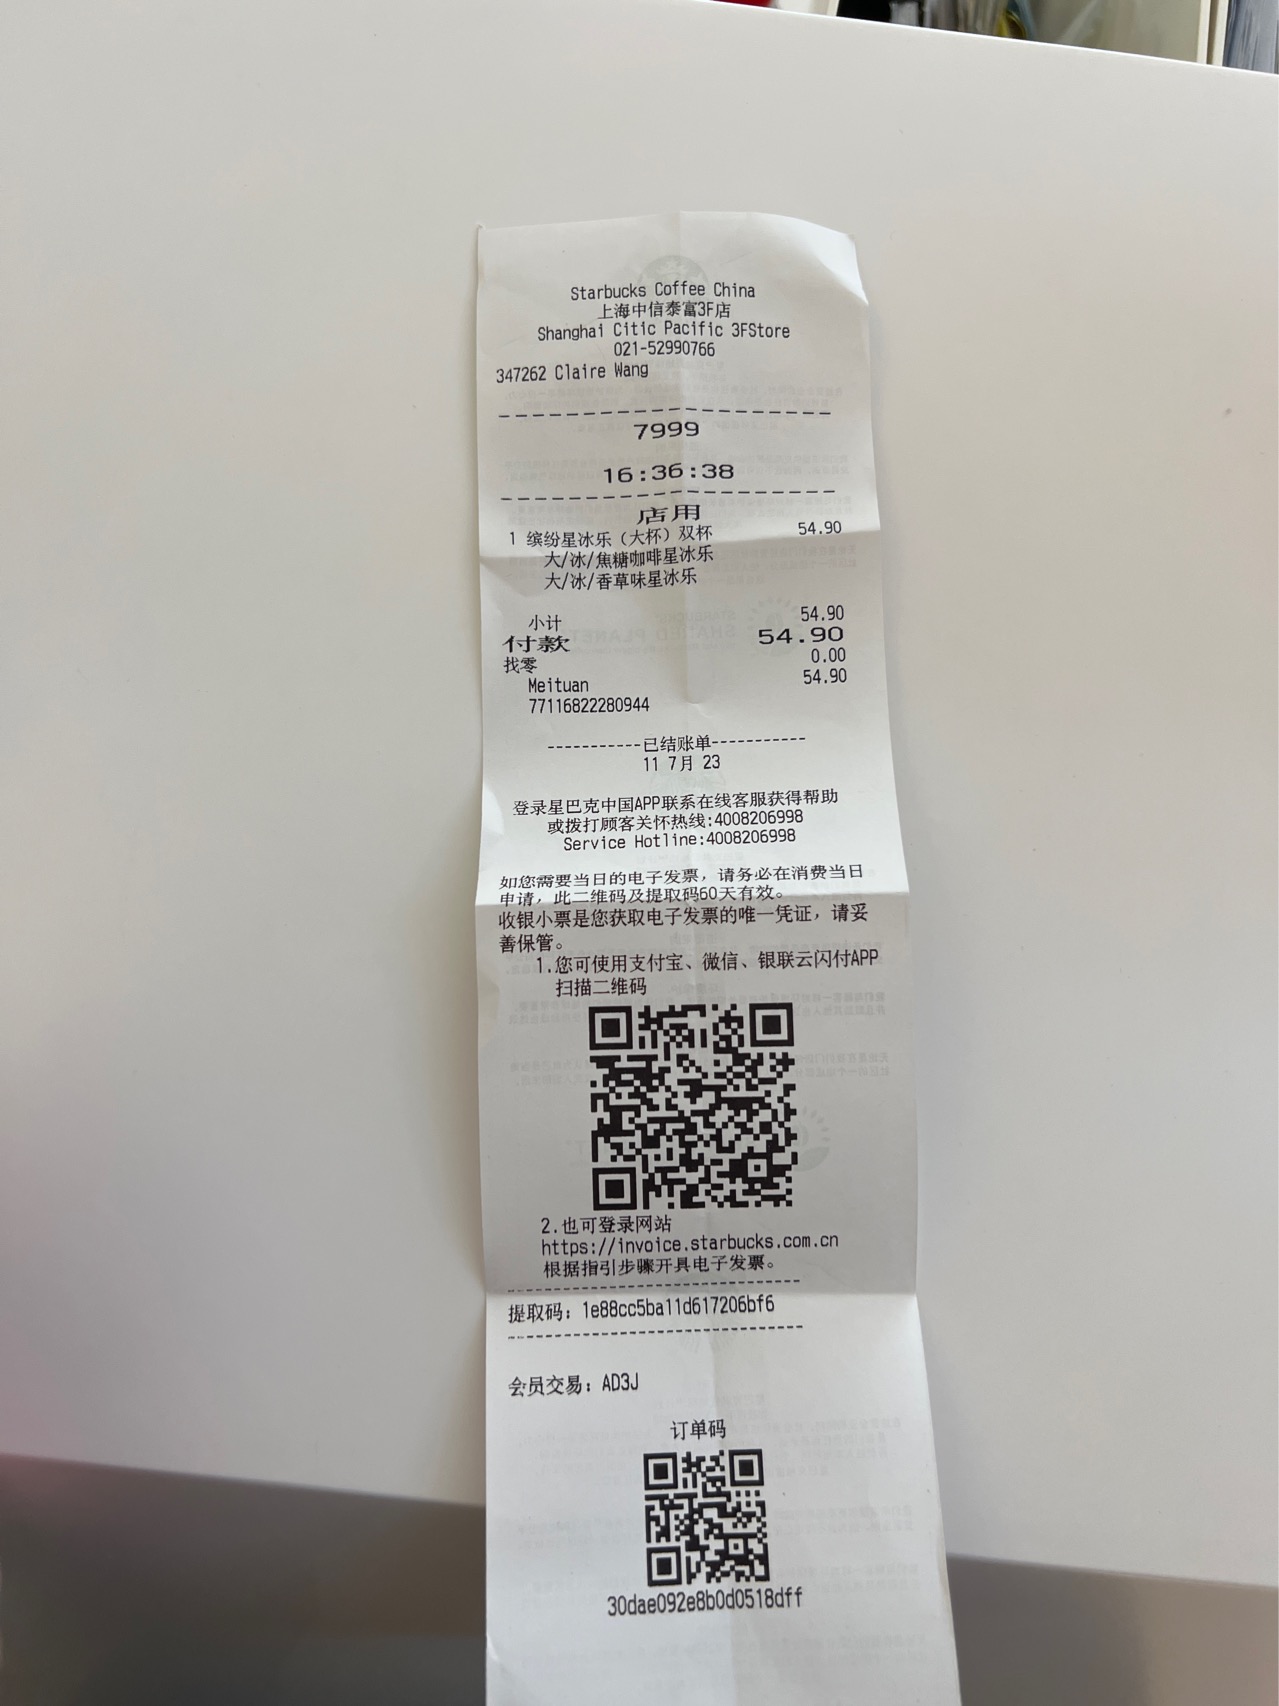 Starbucks Coffee China
上海中信泰富3F店
Shanghai Citic Pacific 3FStore
021-52990766
347262 Claire Wang
--------------------
7999
16:36:38
--------------------
店用
1 缤纷星冰乐（大杯）双杯 54.90
大/冰/焦糖咖啡星冰乐
大/冰/香草味星冰乐
小计 54.90
付款 54.90
找零 0.00
Meituan 54.90
77116822280944
-----------已结账单-----------
11 7月 23
登录星巴克中国APP联系在线客服获得帮助
或拨打顾客关怀热线:4008206998
Service Hotline:4008206998
如您需要当日的电子发票，请务必在消费当日
申请，此二维码及提取码60天有效。
收银小票是您获取电子发票的唯一凭证，请妥
善保管。
1.您可使用支付宝、微信、银联云闪付APP
扫描二维码
2.也可登录网站
https://invoice.starbucks.com.cn
根据指引步骤开具电子发票。
------------------------------
提取码：1e88cc5ba11d617206bf6
------------------------------
会员交易：AD3J
订单码
30dae092e8b0d0518dff